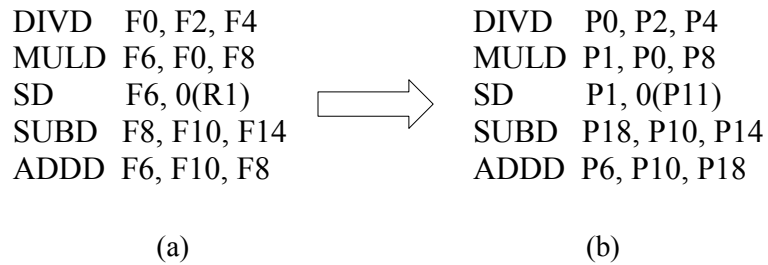 DIVD F0, F2, F4
MULD F6, F0, F8
SD F6, 0(R1)
SUBD F8, F10, F14
ADDD F6, F10, F8
(a)
DIVD P0, P2, P4
MULD P1, P0, P8
SD P1, 0(P11)
SUBD P18, P10, P14
ADDD P6, P10, P18
(b)